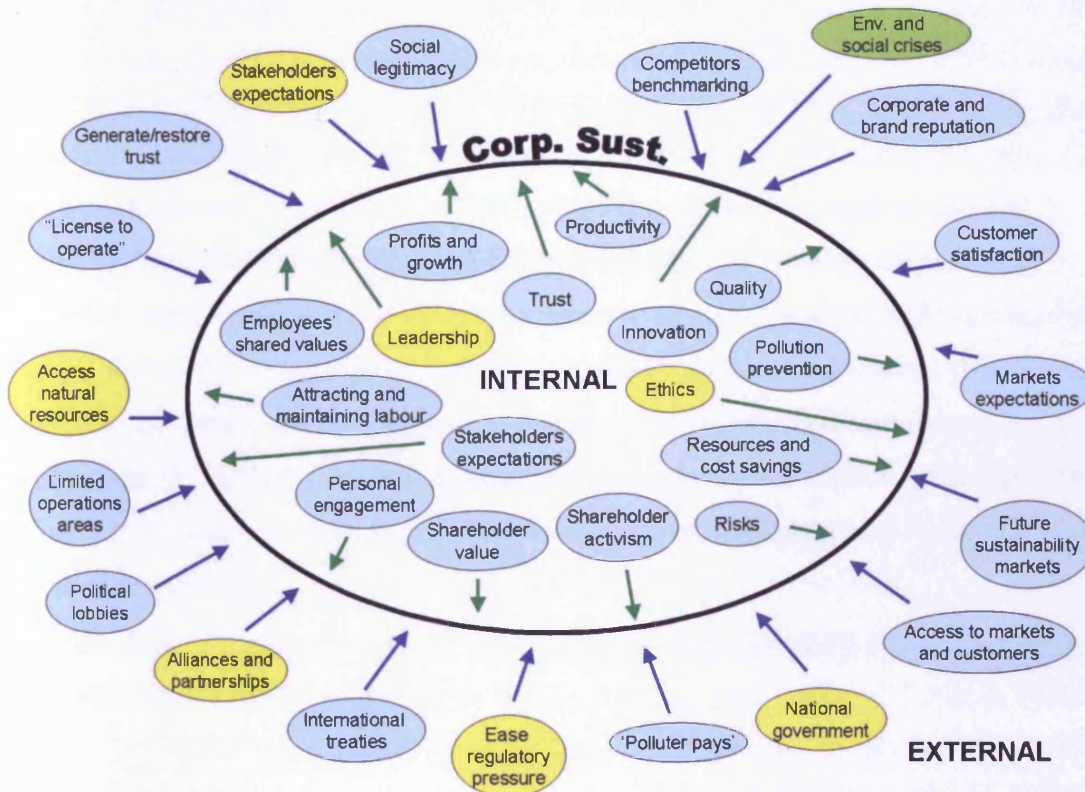 Env. and
social crises
Social
legitimacy
Stakeholders
expectations
Competitors
benchmarking
Corporate and
brand reputation
Generate/restore
trust
Corp. Sust.
"License to
operate"
Profits and
growth
Productivity
Customer
satisfaction
Trust
Quality
Employees'
shared values
Leadership
Innovation
Pollution
prevention
Access
natural
resources
Attracting and
maintaining labour
INTERNAL
Ethics
Markets
expectations
Stakeholders
expectations
Resources and
cost savings
Limited
operations
areas
Personal
engagement
Shareholder
value
Shareholder
activism
Risks
Future
sustainability
markets
Political
lobbies
Alliances and
partnerships
Access to markets
and customers
International
treaties
Ease
regulatory
pressure
'Polluter pays'
National
government
EXTERNAL